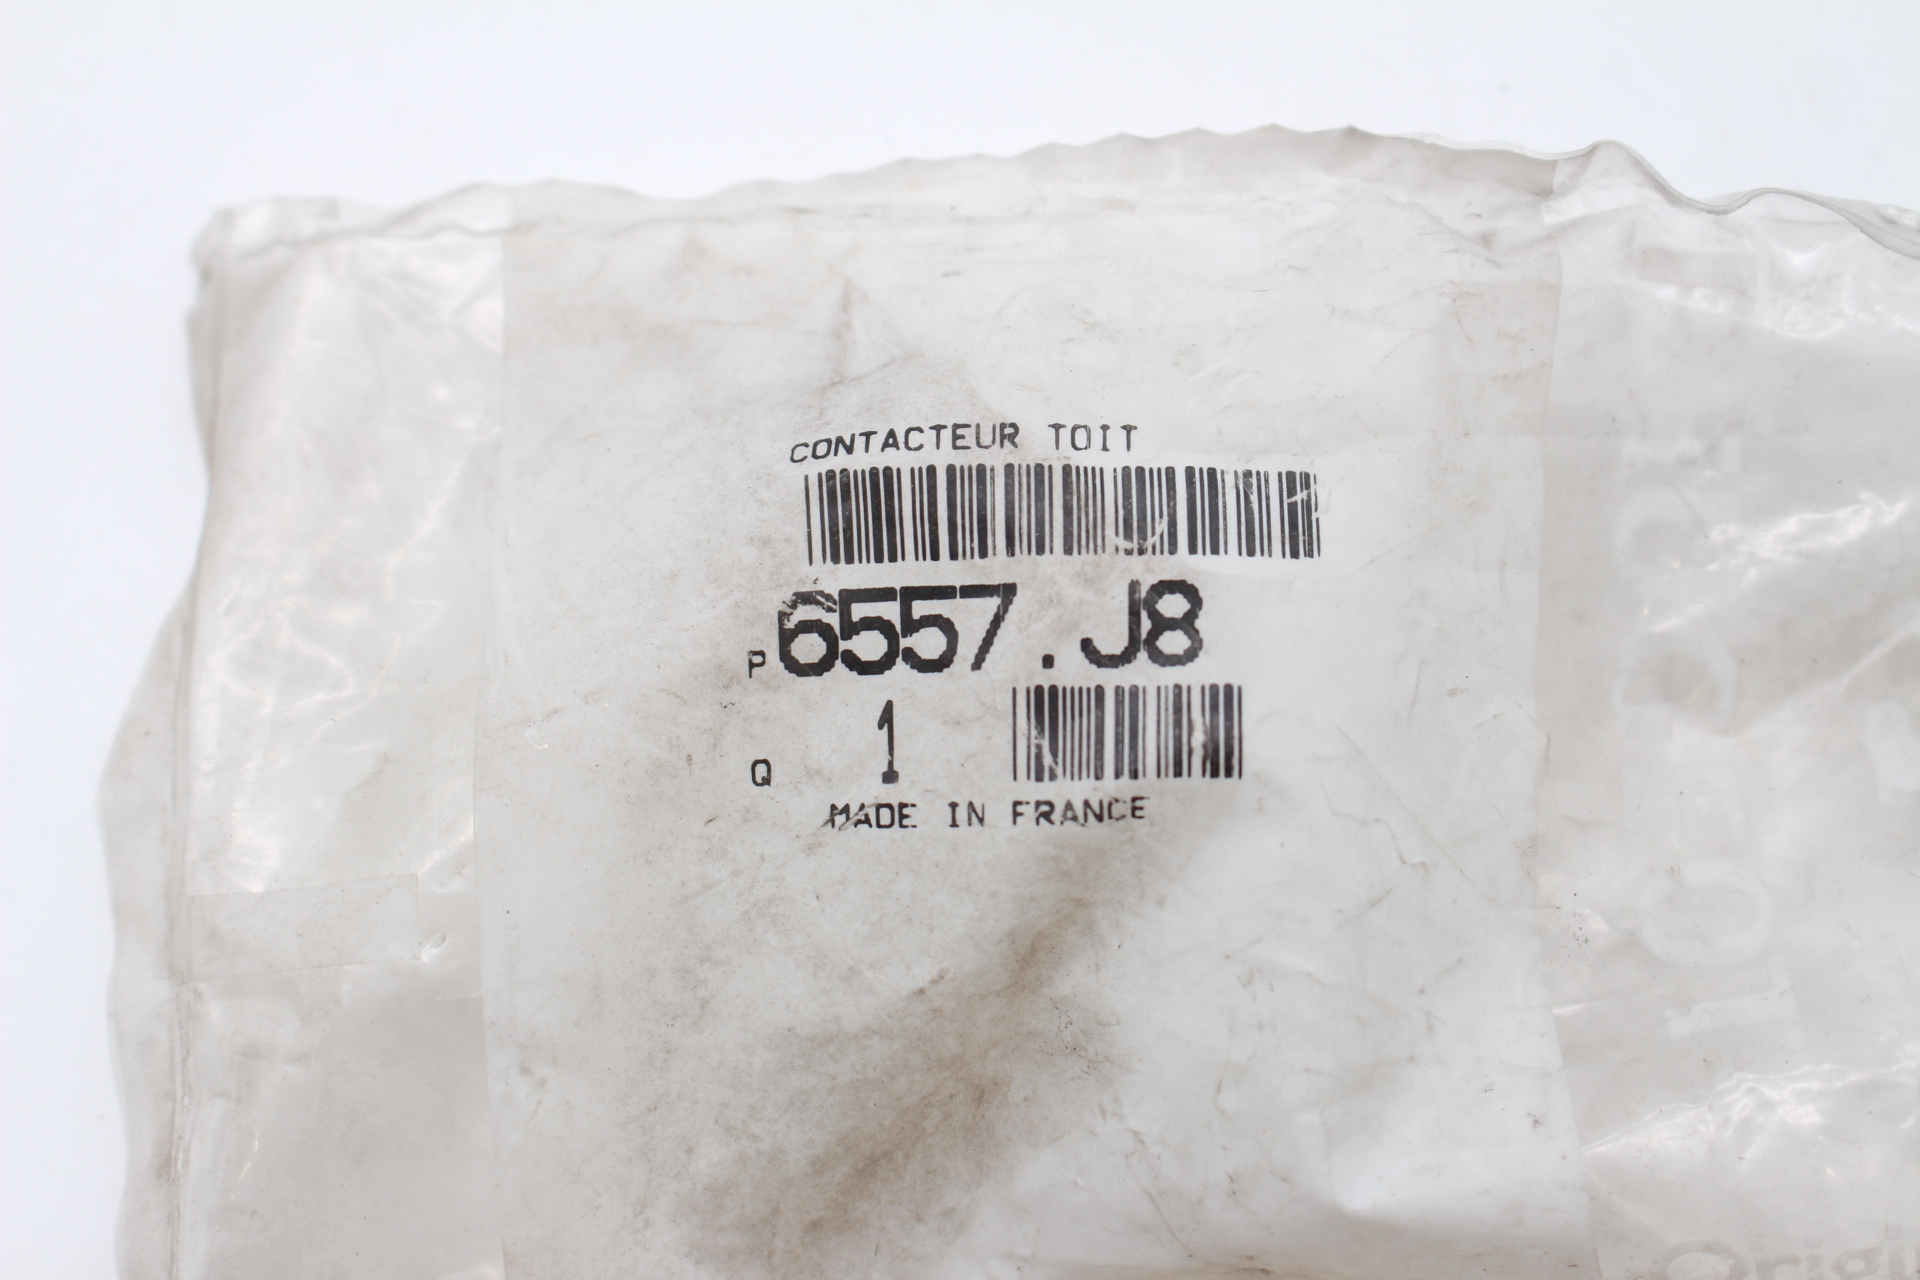 CONTACTEUR TOIT
P 6557.J8
Q 1
MADE IN FRANCE